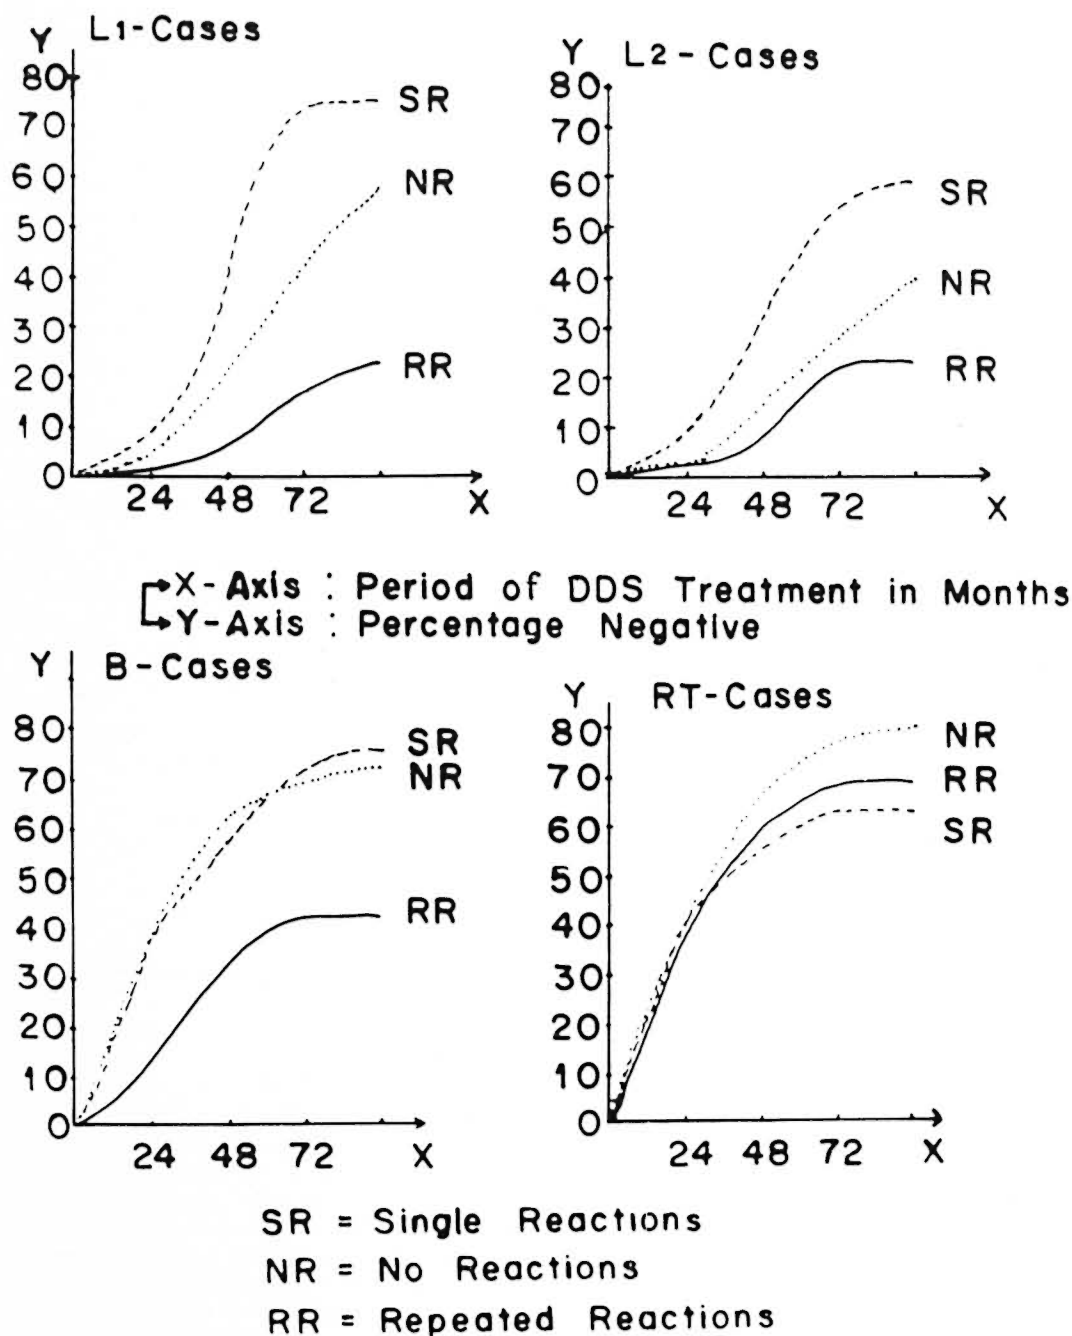 L1-Cases
Y
80
70
60
50
40
30
20
10
0
SR
NR
RR
24 48 72 X
L2-Cases
Y
80
70
60
50
40
30
20
10
0
SR
NR
RR
24 48 72 X
X-Axis : Period of DDS Treatment in Months
Y-Axis : Percentage Negative
B-Cases
Y
80
70
60
50
40
30
20
10
0
SR
NR
RR
24 48 72 X
RT-Cases
Y
80
70
60
50
40
30
20
10
0
NR
RR
SR
24 48 72 X
SR = Single Reactions
NR = No Reactions
RR = Repeated Reactions